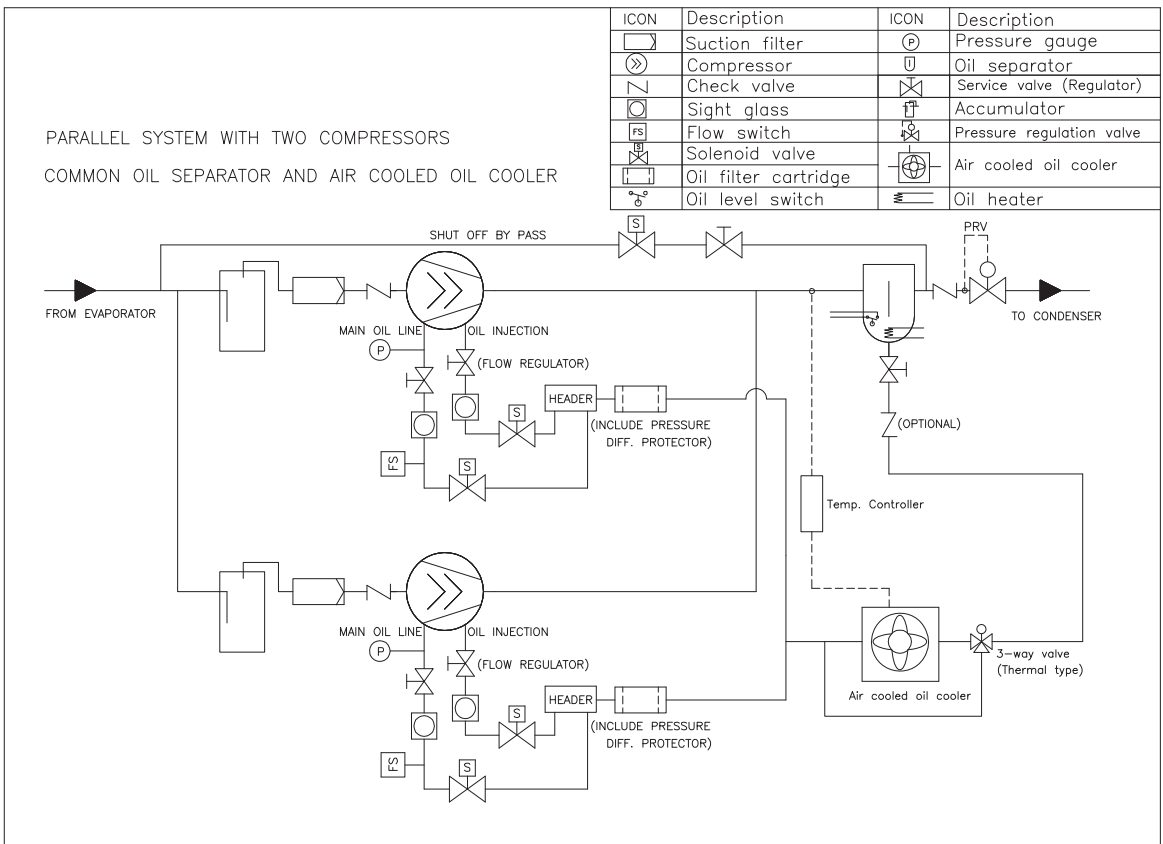 ICON Description ICON Description
Suction filter P Pressure gauge
Compressor Oil separator
Check valve Service valve (Regulator)
Sight glass Accumulator
FS Flow switch Pressure regulation valve
S Solenoid valve Air cooled oil cooler
Oil filter cartridge
Oil level switch Oil heater
PARALLEL SYSTEM WITH TWO COMPRESSORS
COMMON OIL SEPARATOR AND AIR COOLED OIL COOLER
SHUT OFF BY PASS
S
PRV
FROM EVAPORATOR
TO CONDENSER
MAIN OIL LINE
OIL INJECTION
P
(FLOW REGULATOR)
HEADER
S
(INCLUDE PRESSURE
DIFF. PROTECTOR)
(OPTIONAL)
FS
S
Temp. Controller
MAIN OIL LINE
OIL INJECTION
P
(FLOW REGULATOR)
3-way valve
(Thermal type)
Air cooled oil cooler
HEADER
S
(INCLUDE PRESSURE
DIFF. PROTECTOR)
FS
S